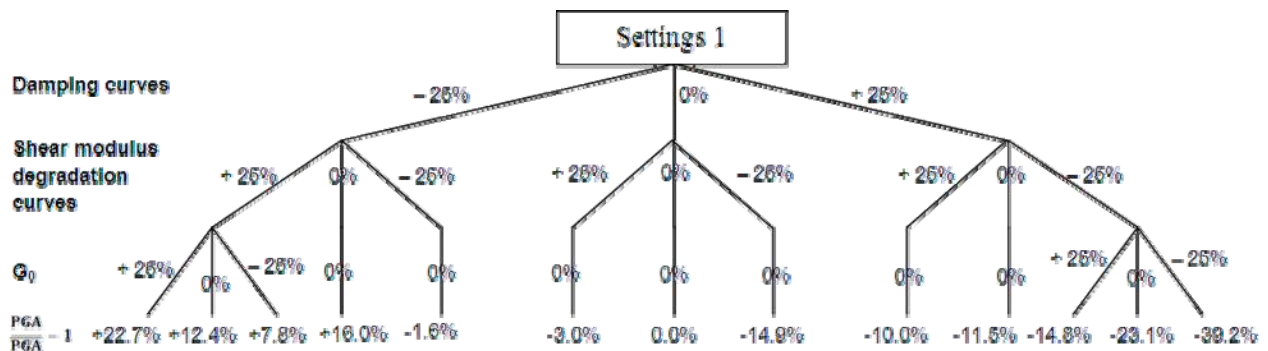 Settings 1
Damping curves
– 25% 0% + 25%
Shear modulus
degradation
curves
+ 25% 0% – 25% + 25% 0% – 25% + 25% 0% – 25%
G₀
+ 25% 0% – 25% 0% 0% 0% 0% 0% 0% 0% + 25% 0% – 25%
PGA
PGA
– 1 +22.7% +12.4% +7.8% +16.0% -1.6% -3.0% 0.0% -14.9% -10.0% -11.5% -14.8% -23.1% -39.2%